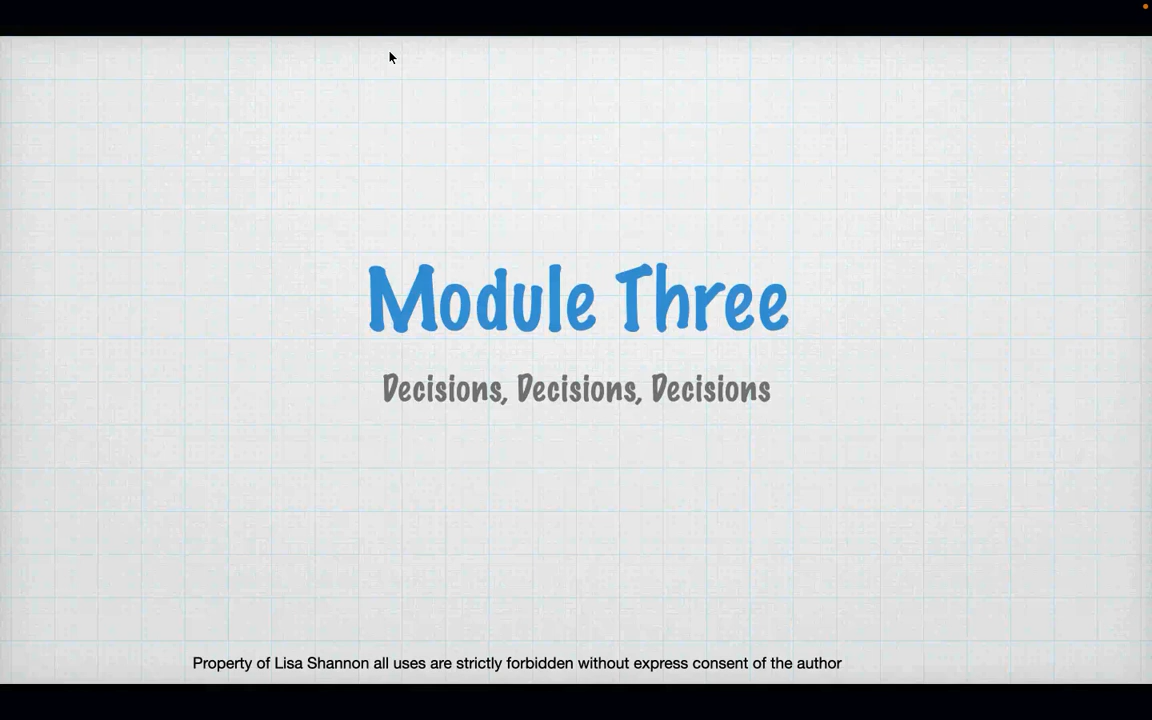 Module Three
Decisions, Decisions, Decisions
Property of Lisa Shannon all uses are strictly forbidden without express consent of the author